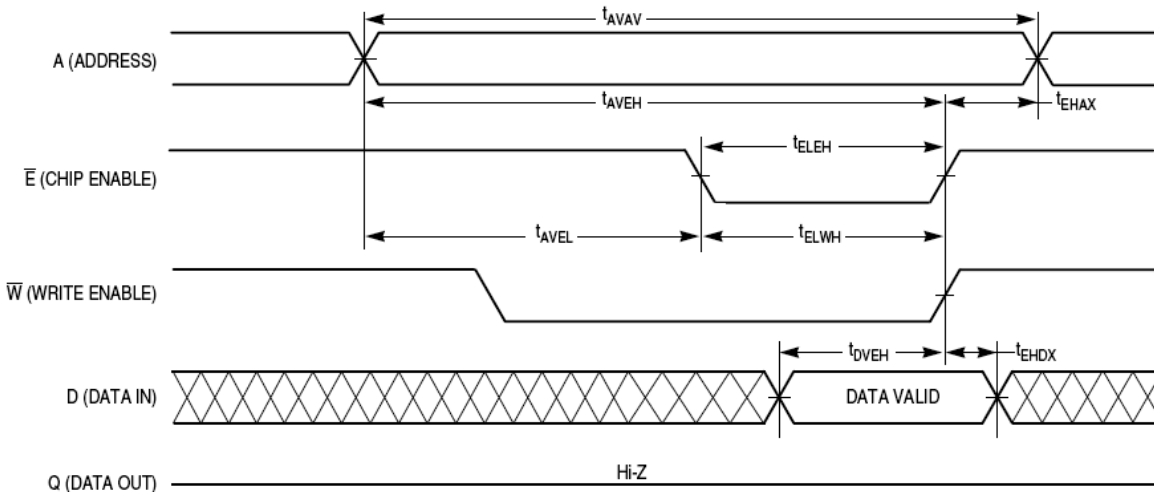 tAVAV
A (ADDRESS)
tAVEH
tEHAX
tELEH
E̅ (CHIP ENABLE)
tAVEL
tELWH
W̅ (WRITE ENABLE)
tDVEH
tEHDX
D (DATA IN)
DATA VALID
Hi-Z
Q (DATA OUT)